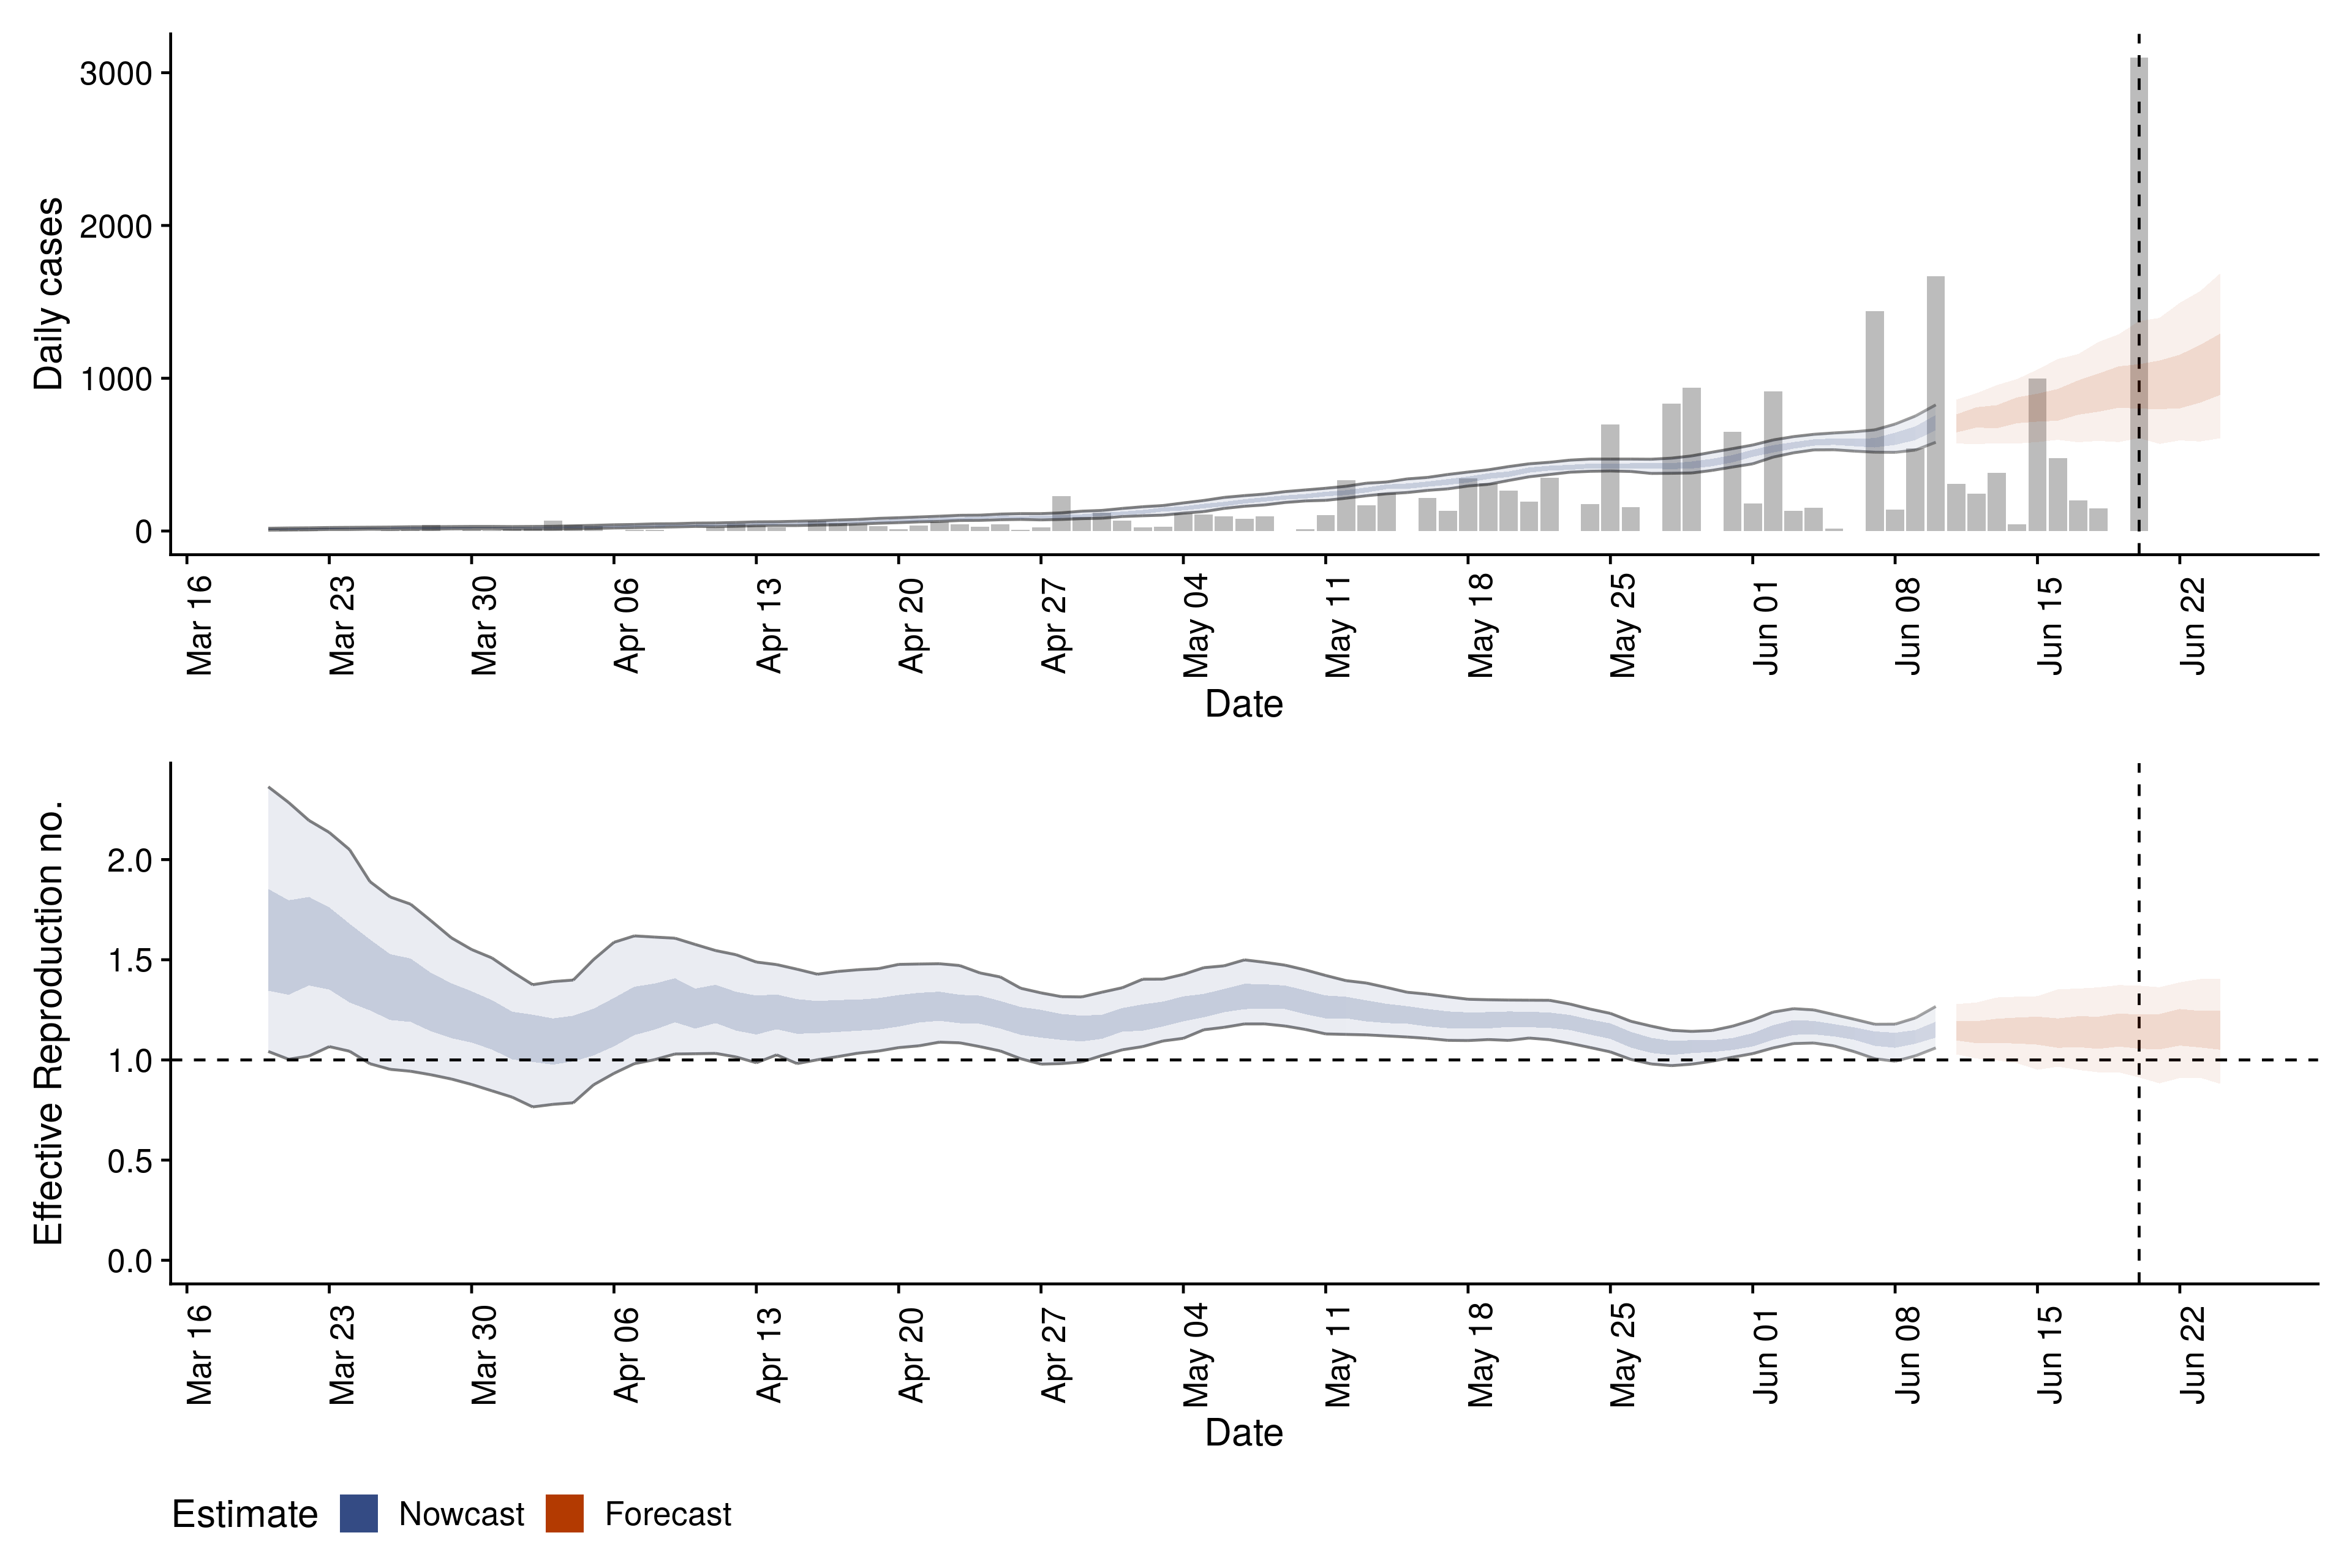 Daily cases
3000
2000
1000
0
Mar 16
Mar 23
Mar 30
Apr 06
Apr 13
Apr 20
Apr 27
May 04
May 11
May 18
May 25
Jun 01
Jun 08
Jun 15
Jun 22
Date
Effective Reproduction no.
2.0
1.5
1.0
0.5
0.0
Mar 16
Mar 23
Mar 30
Apr 06
Apr 13
Apr 20
Apr 27
May 04
May 11
May 18
May 25
Jun 01
Jun 08
Jun 15
Jun 22
Date
Estimate Nowcast Forecast